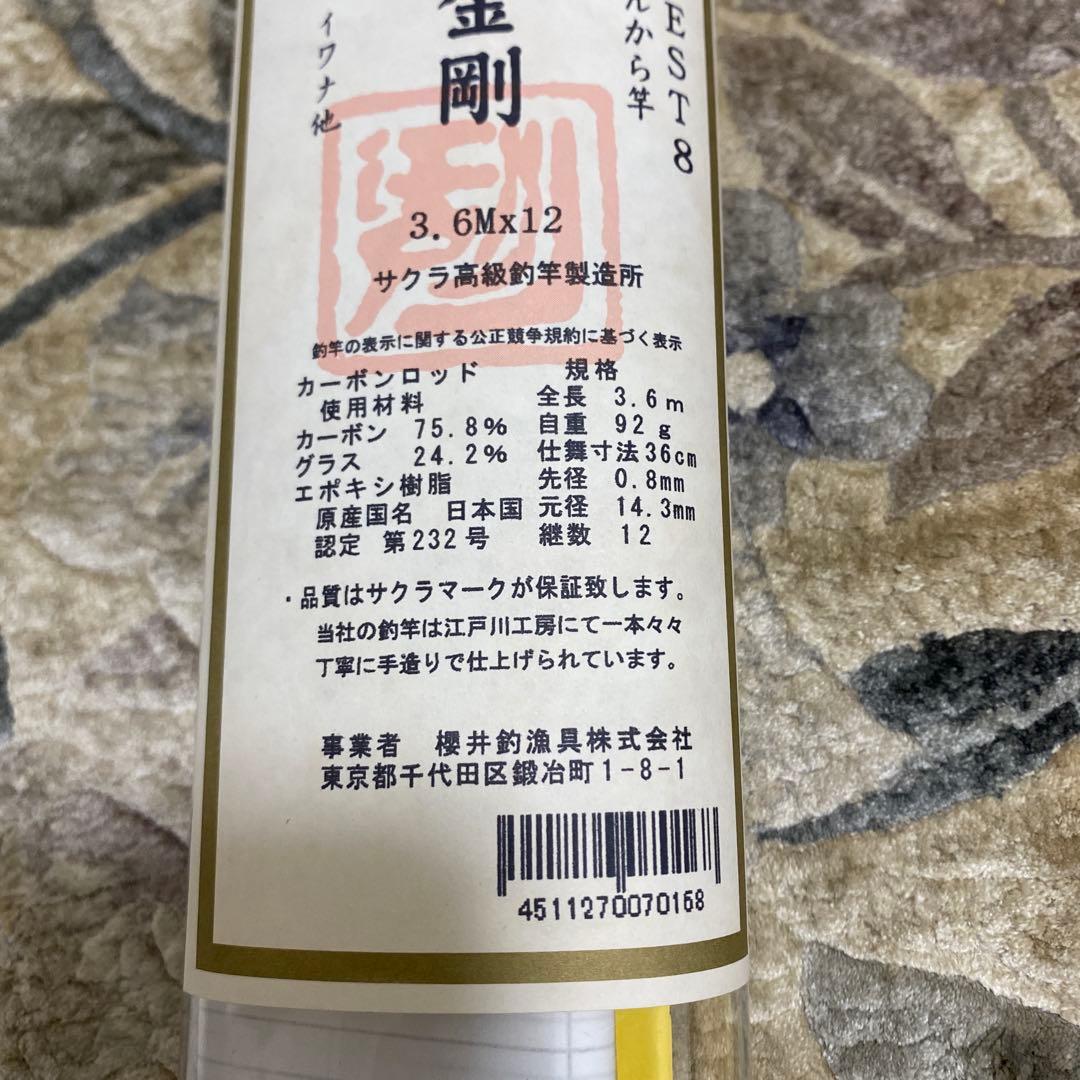 EST8
んから竿
金剛
イワナ他
3.6Mx12
サクラ高級釣竿製造所
釣竿の表示に関する公正競争規約に基づく表示
カーボンロッド
使用材料
カーボン 75.8%
グラス 24.2%
エポキシ樹脂
原産国名 日本国
認定 第232号
規格
全長 3.6m
自重 92g
仕舞寸法36cm
先径 0.8mm
元径 14.3mm
継数 12
・品質はサクラマークが保証致します。
当社の釣竿は江戸川工房にて一本々々
丁寧に手造りで仕上げられています。
事業者 櫻井釣漁具株式会社
東京都千代田区鍛冶町1-8-1
4511270070168